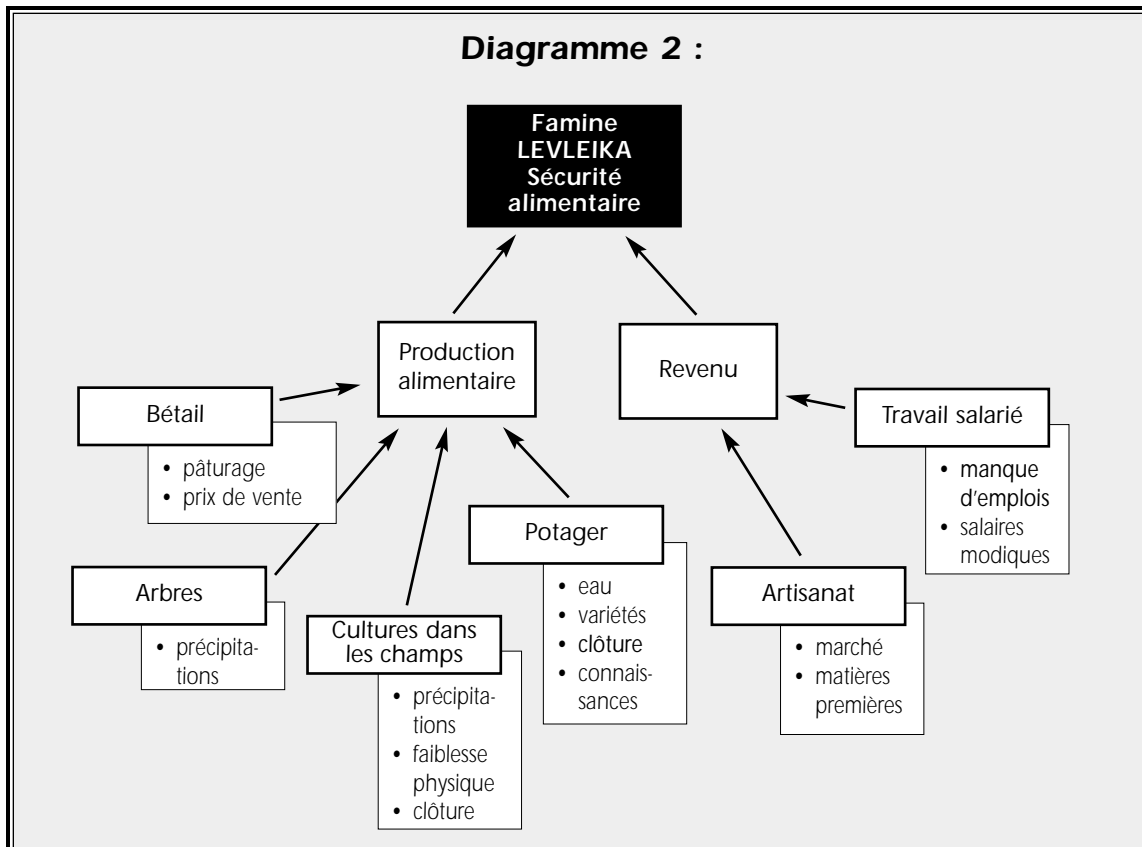 Diagramme 2 :
Famine
LEVLEIKA
Sécurité
alimentaire
Production
alimentaire
Revenu
Bétail
• pâturage
• prix de vente
Travail salarié
• manque
d'emplois
• salaires
modiques
Arbres
• précipita-
tions
Cultures dans
les champs
• précipita-
tions
• faiblesse
physique
• clôture
Potager
• eau
• variétés
• clôture
• connais-
sances
Artisanat
• marché
• matières
premières